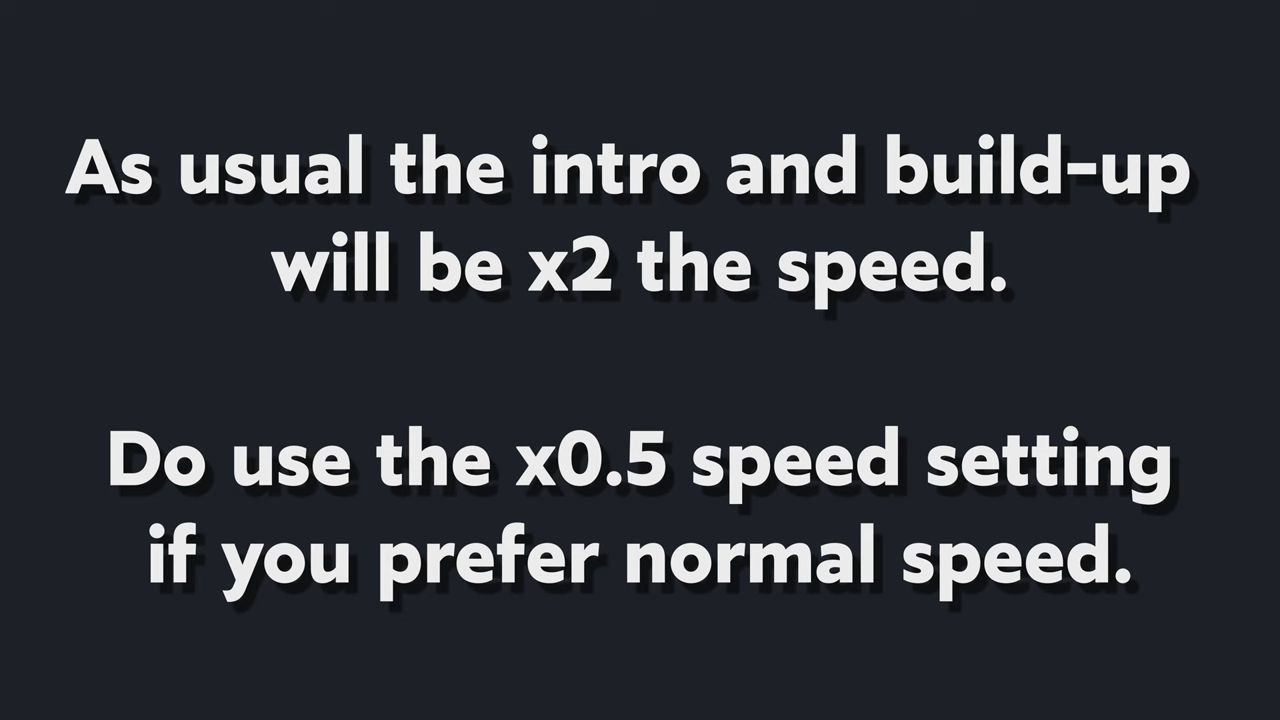 As usual the intro and build-up
will be x2 the speed.
Do use the x0.5 speed setting
if you prefer normal speed.